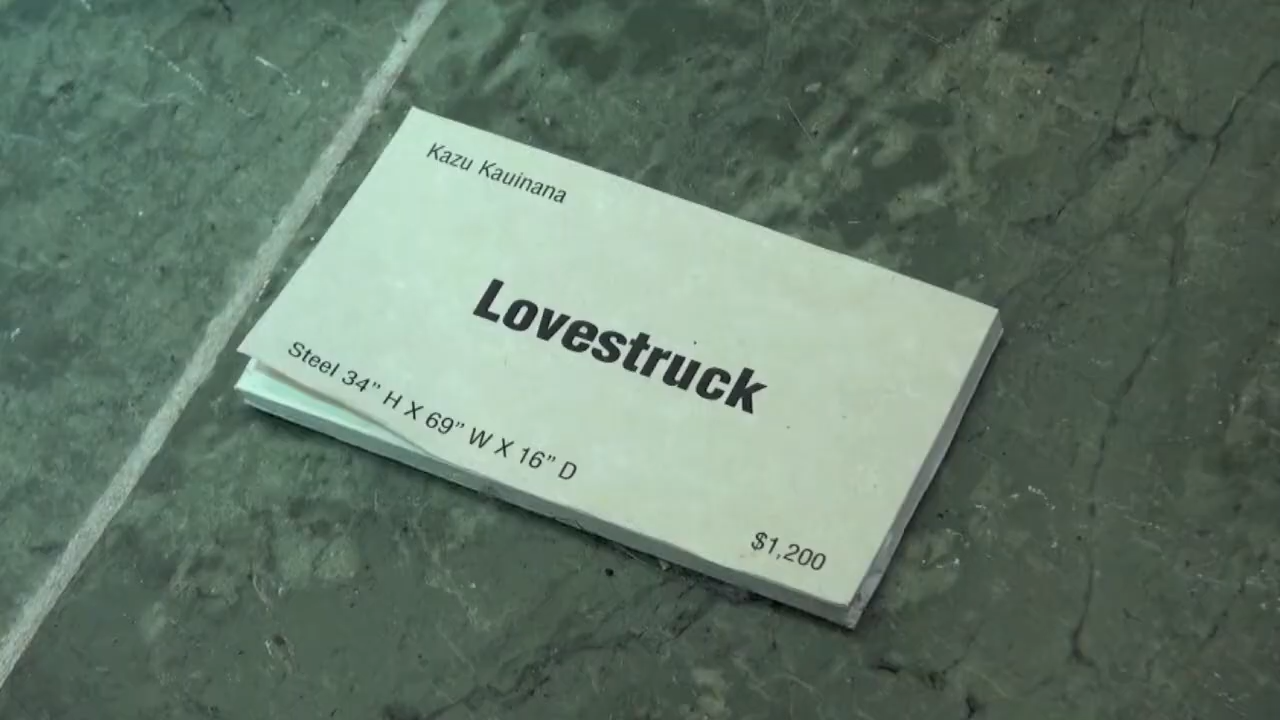 Kazu Kauinana
Lovestruck
Steel 34” H X 69” W X 16” D
$1,200